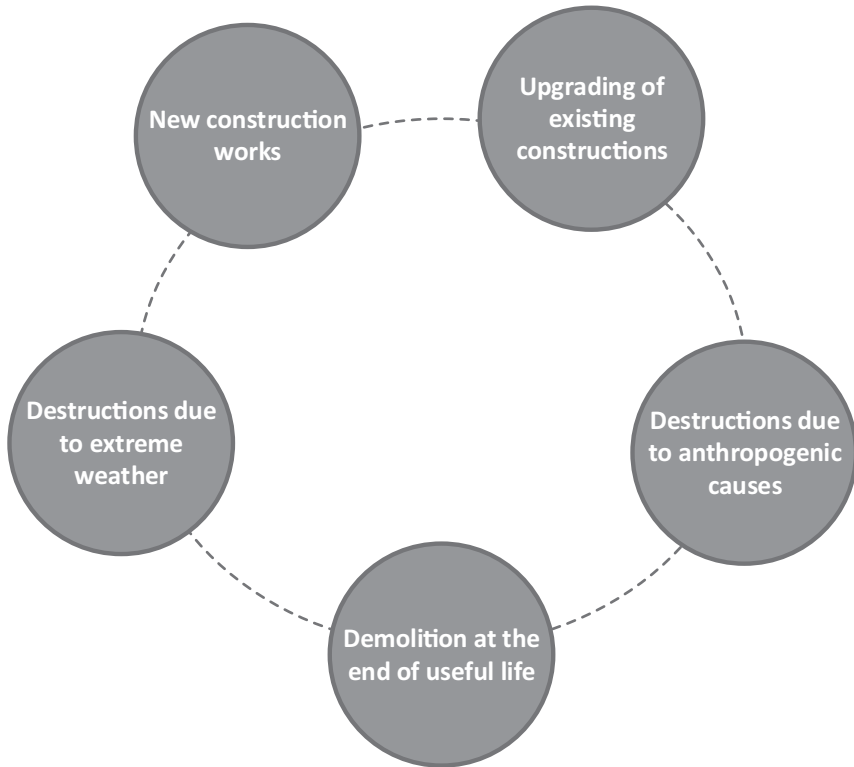 New construction
works
Upgrading of
existing
constructions
Destructions due
to anthropogenic
causes
Demolition at the
end of useful life
Destructions due
to extreme
weather